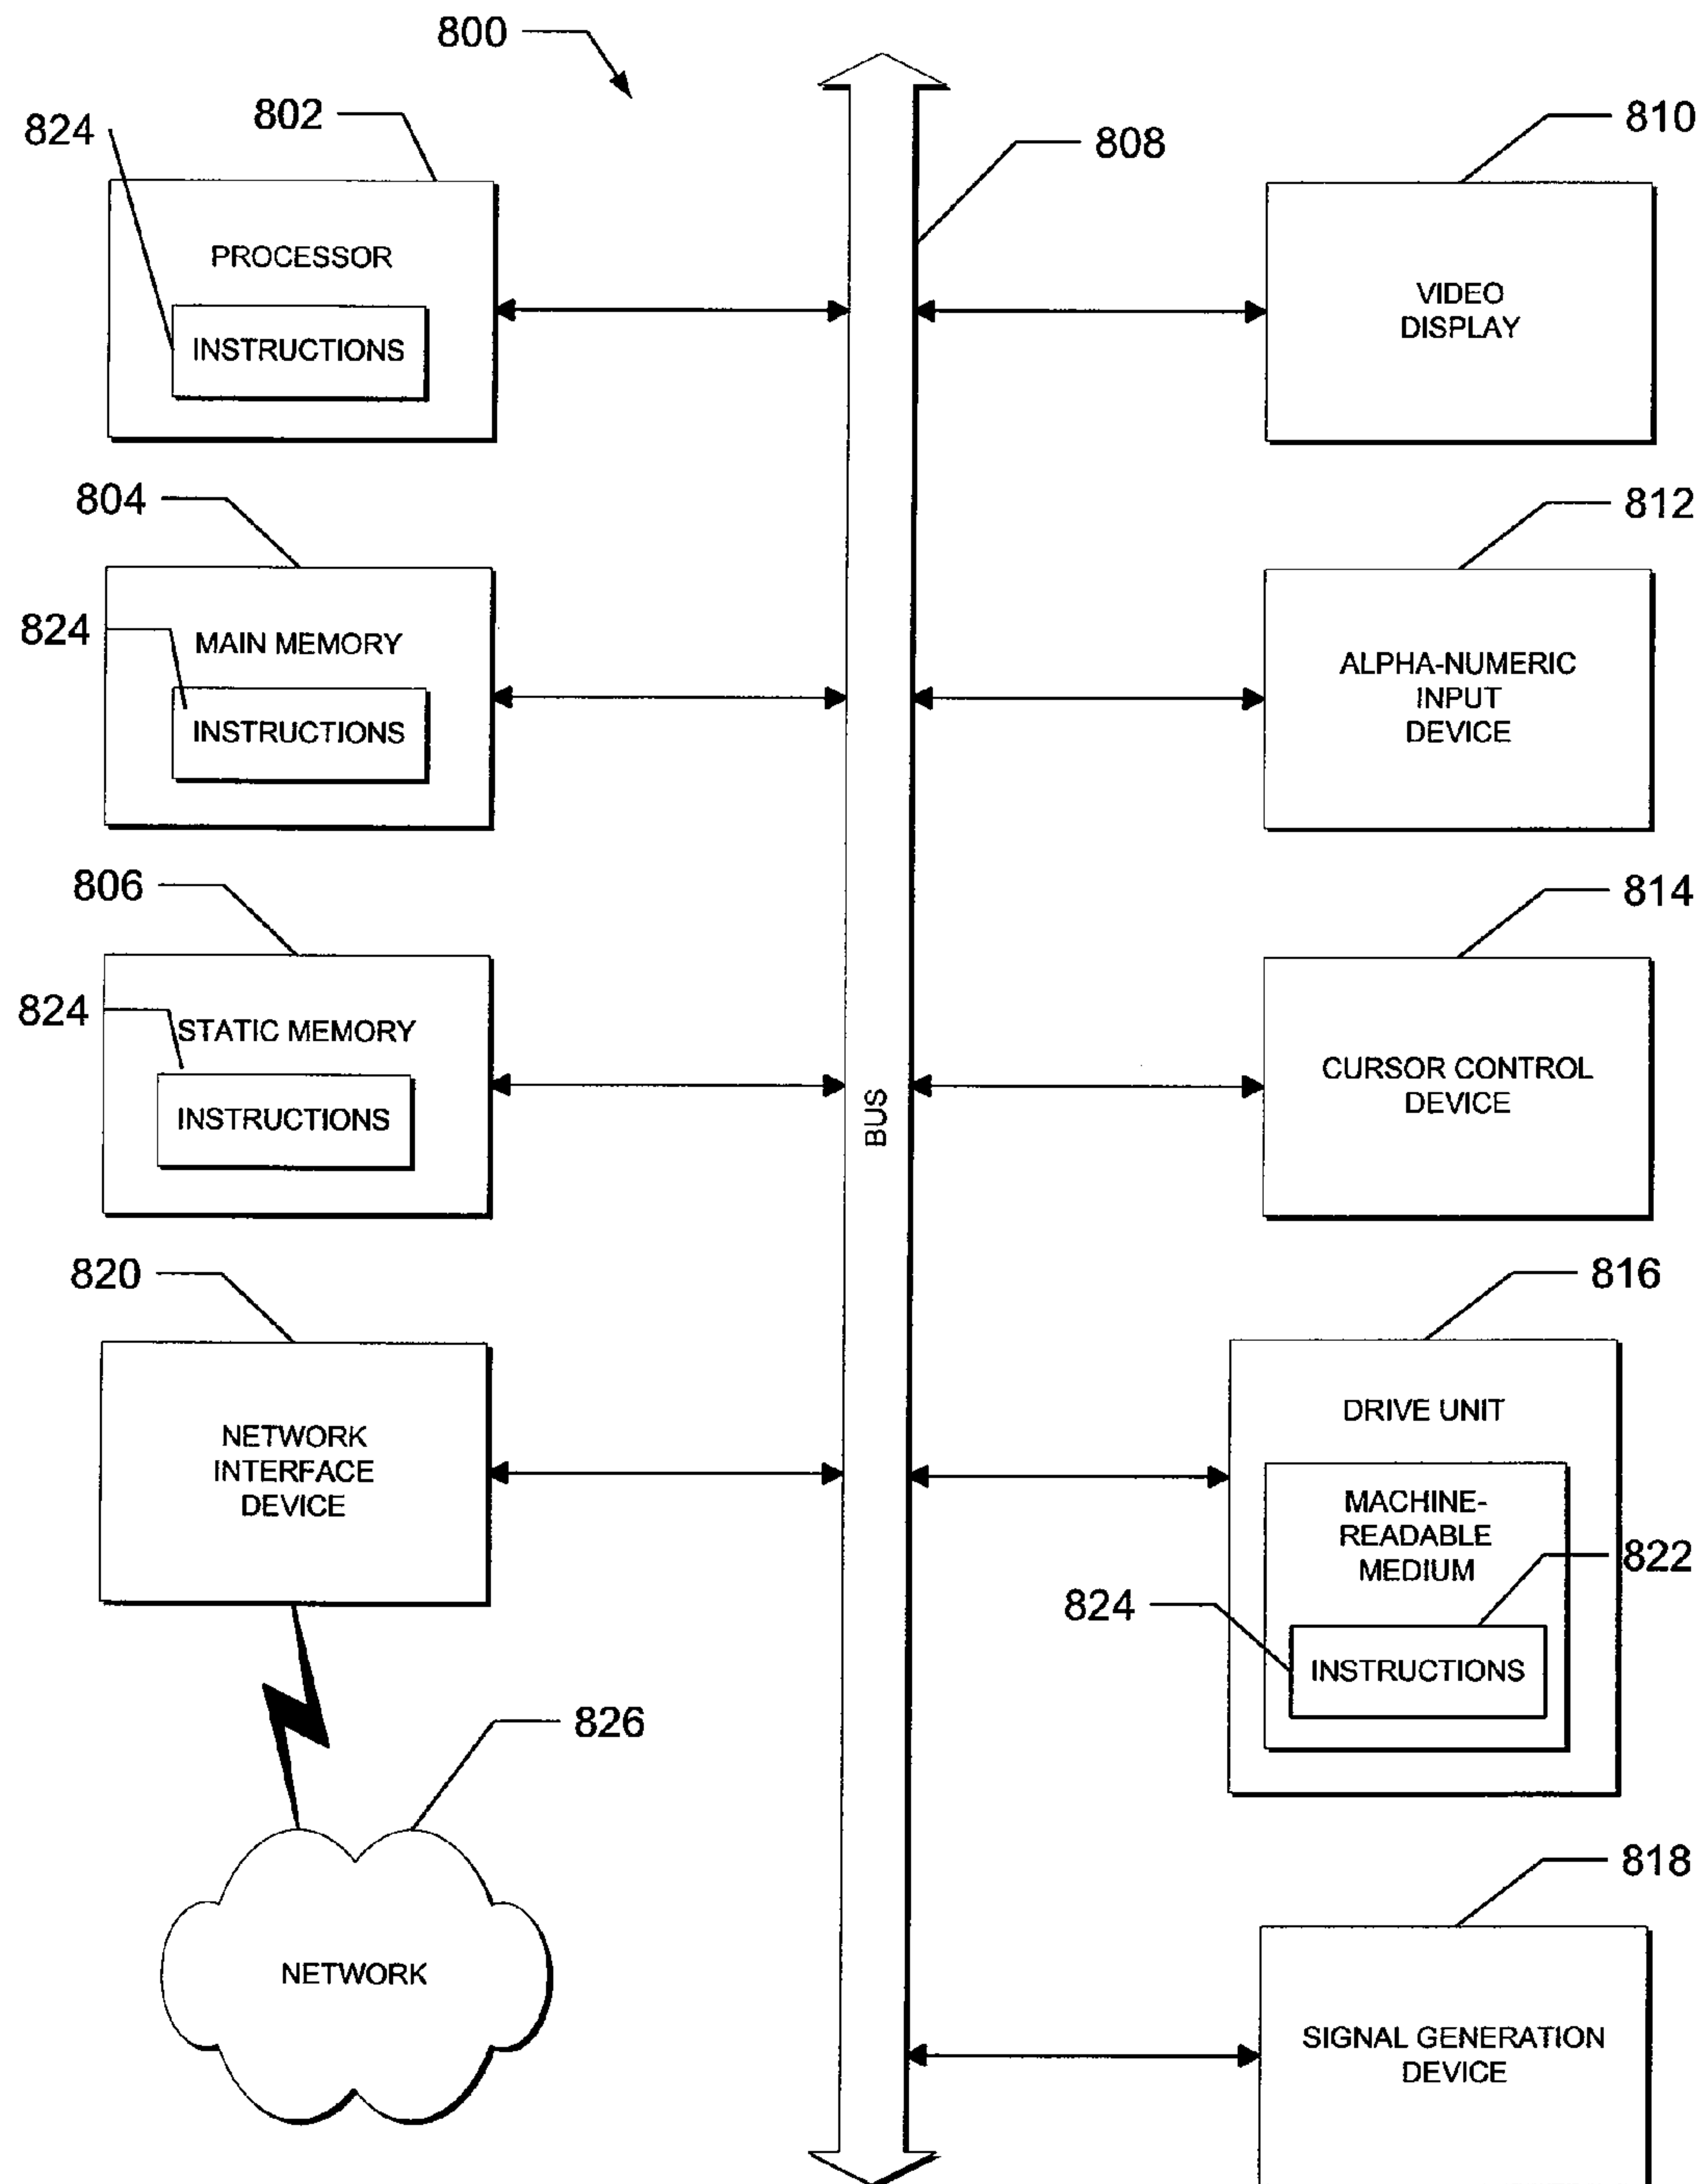 800
824
802
808
810
PROCESSOR
INSTRUCTIONS
VIDEO
DISPLAY
804
812
824
MAIN MEMORY
INSTRUCTIONS
ALPHA-NUMERIC
INPUT
DEVICE
806
814
824
STATIC MEMORY
INSTRUCTIONS
CURSOR CONTROL
DEVICE
BUS
820
816
NETWORK
INTERFACE
DEVICE
DRIVE UNIT
MACHINE-
READABLE
MEDIUM
822
824
INSTRUCTIONS
826
NETWORK
818
SIGNAL GENERATION
DEVICE